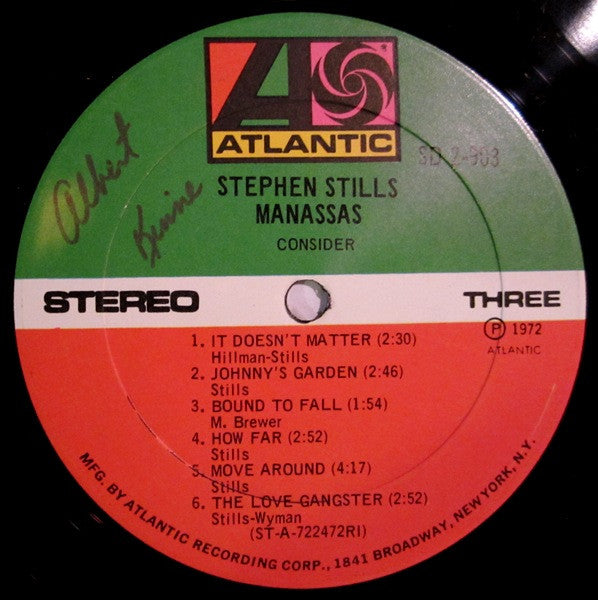 ®
ATLANTIC
SD 2-903
Albert
STEPHEN STILLS
MANASSAS
CONSIDER
STEREO
THREE
℗ 1972
ATLANTIC
1. IT DOESN'T MATTER (2:30)
Hillman-Stills
2. JOHNNY'S GARDEN (2:46)
Stills
3. BOUND TO FALL (1:54)
M. Brewer
4. HOW FAR (2:52)
Stills
5. MOVE AROUND (4:17)
Stills
6. THE LOVE GANGSTER (2:52)
Stills-Wyman
(ST-A-722472RI)
MFG. BY ATLANTIC RECORDING CORP., 1841 BROADWAY, NEW YORK, N.Y.